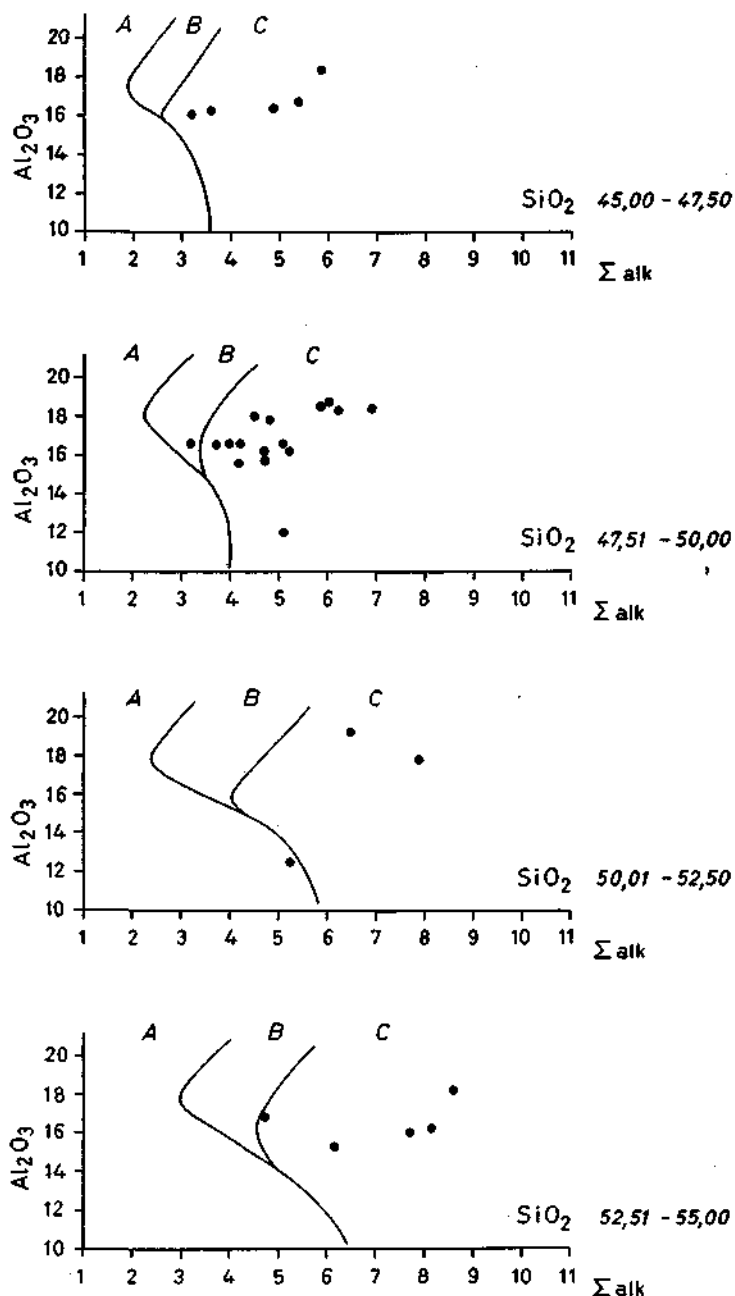 A B C
20
18
16
14
12
10
Al2O3
SiO2 45,00 - 47,50
1 2 3 4 5 6 7 8 9 10 11
Σ alk
A B C
20
18
16
14
12
10
Al2O3
SiO2 47,51 - 50,00
1 2 3 4 5 6 7 8 9 10 11
Σ alk
A B C
20
18
16
14
12
10
Al2O3
SiO2 50,01 - 52,50
1 2 3 4 5 6 7 8 9 10 11
Σ alk
A B C
20
18
16
14
12
10
Al2O3
SiO2 52,51 - 55,00
1 2 3 4 5 6 7 8 9 10 11
Σ alk